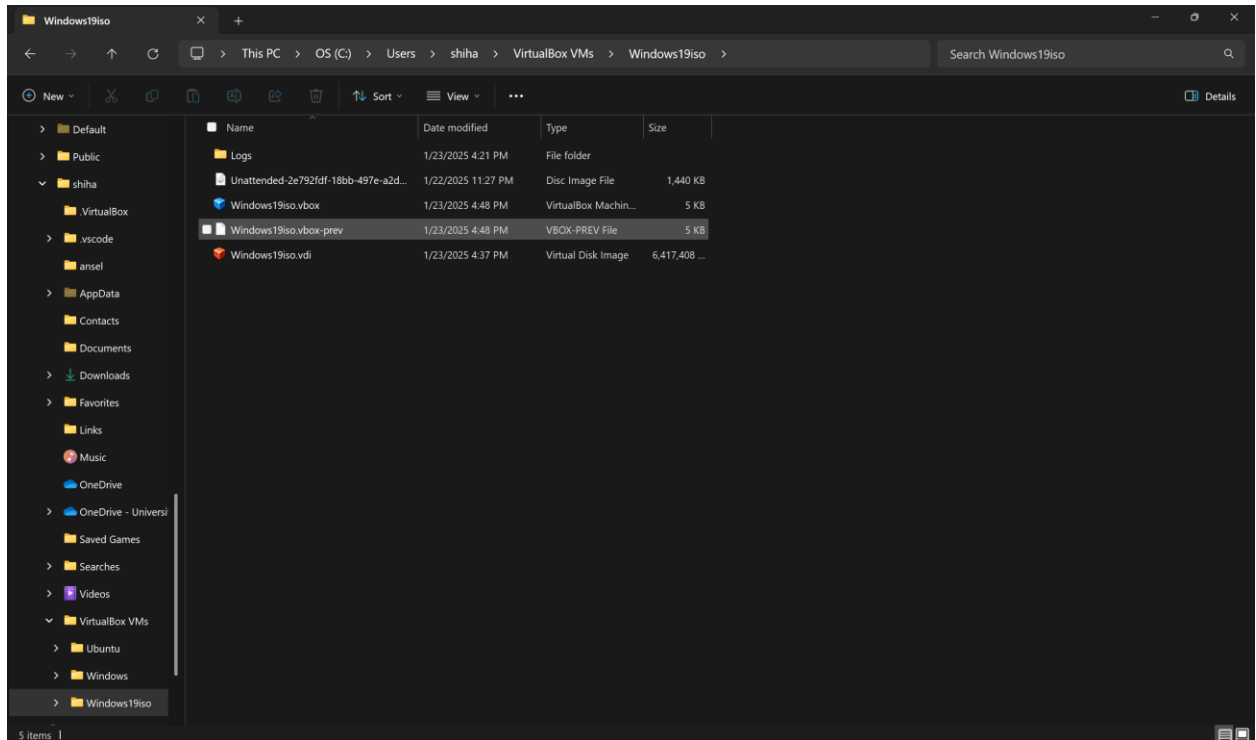 Windows19iso
This PC > OS (C:) > Users > shiha > VirtualBox VMs > Windows19iso >
Search Windows19iso
New
Sort
View
Details
Default
Public
shiha
.VirtualBox
.vscode
ansel
AppData
Contacts
Documents
Downloads
Favorites
Links
Music
OneDrive
OneDrive - Universi
Saved Games
Searches
Videos
VirtualBox VMs
Ubuntu
Windows
Windows19iso
Name Date modified Type Size
Logs 1/23/2025 4:21 PM File folder
Unattended-2e792fdf-18bb-497e-a2d... 1/22/2025 11:27 PM Disc Image File 1,440 KB
Windows19iso.vbox 1/23/2025 4:48 PM VirtualBox Machin... 5 KB
Windows19iso.vbox-prev 1/23/2025 4:48 PM VBOX-PREV File 5 KB
Windows19iso.vdi 1/23/2025 4:37 PM Virtual Disk Image 6,417,408 ...
5 items